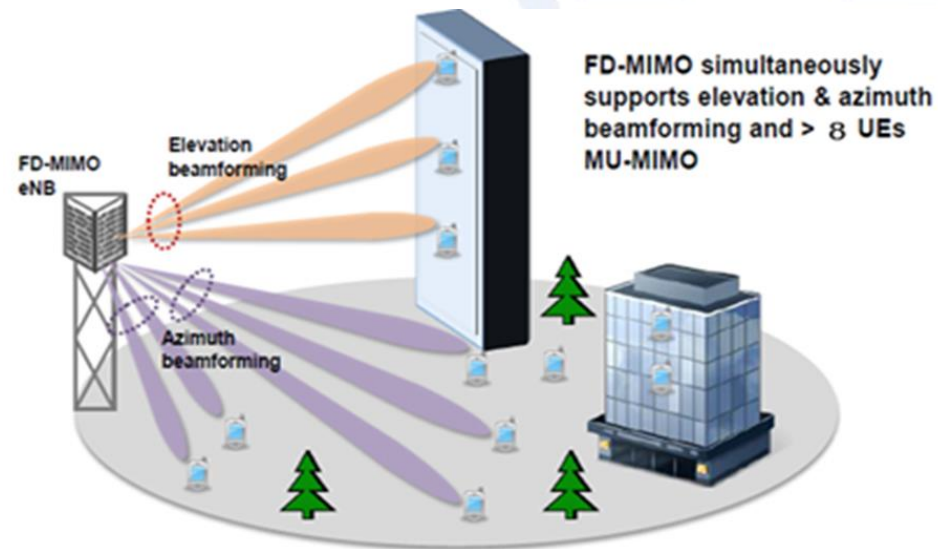 FD-MIMO simultaneously
supports elevation & azimuth
beamforming and > 8 UEs
MU-MIMO
Elevation
beamforming
FD-MIMO
eNB
Azimuth
beamforming